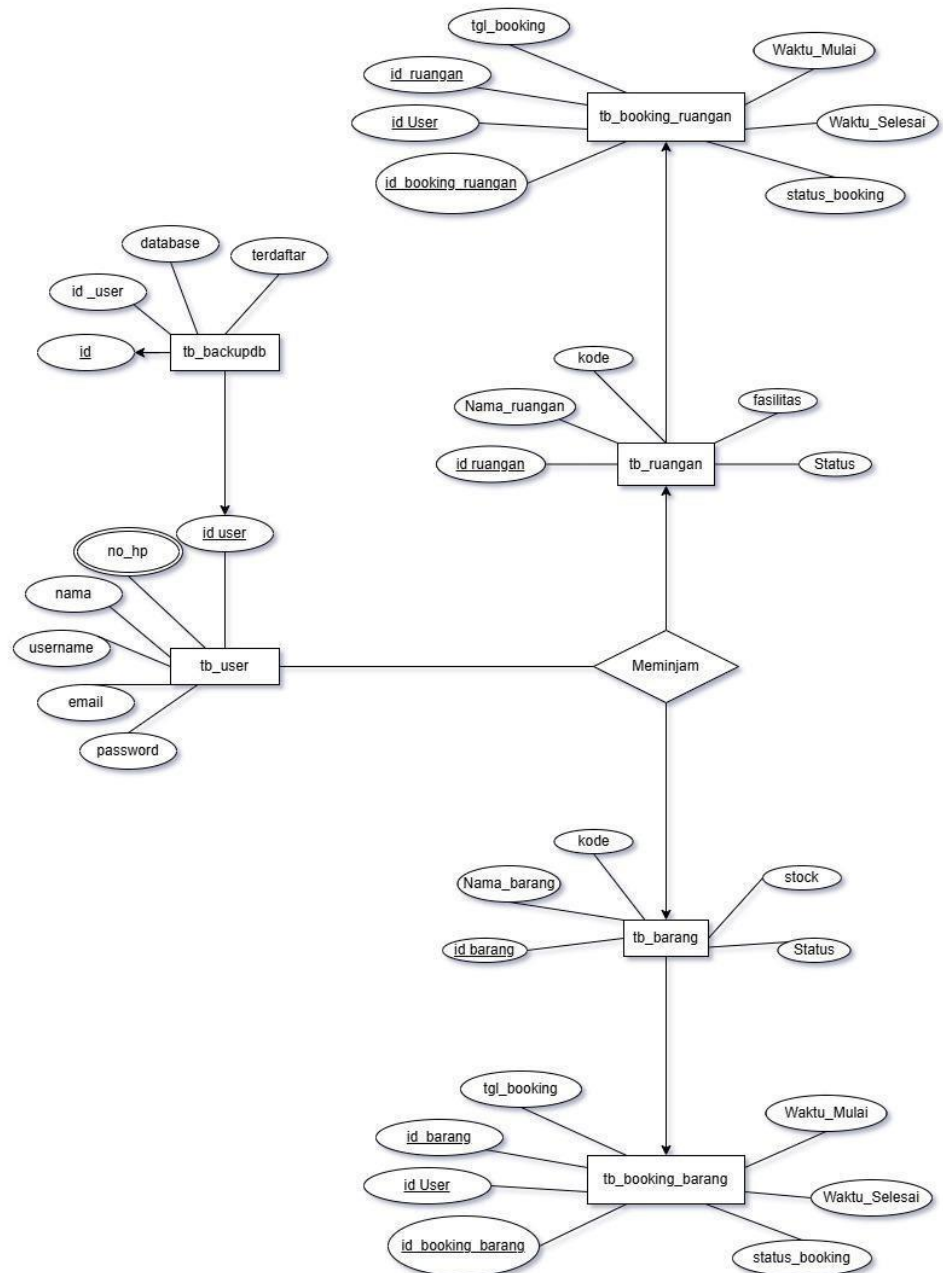 tgl_booking
Waktu_Mulai
id_ruangan
tb_booking_ruangan
id User
Waktu_Selesai
id_booking_ruangan
status_booking
database
terdaftar
id _user
id
tb_backupdb
kode
Nama_ruangan
fasilitas
id ruangan
tb_ruangan
Status
id user
no_hp
nama
username
tb_user
Meminjam
email
password
kode
Nama_barang
stock
id barang
tb_barang
Status
tgl_booking
Waktu_Mulai
id_barang
tb_booking_barang
id User
Waktu_Selesai
id_booking_barang
status_booking